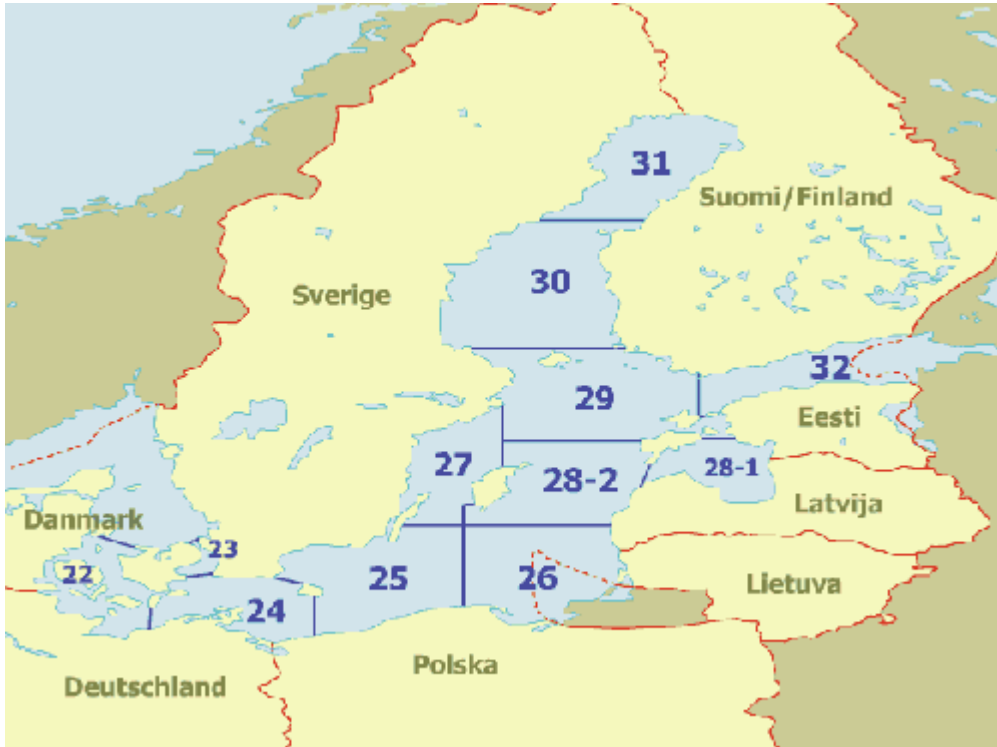 31
Suomi/Finland
30
Sverige
32
29
Eesti
27
28-2
28-1
Latvija
Danmark
23
22
25
26
Lietuva
24
Polska
Deutschland